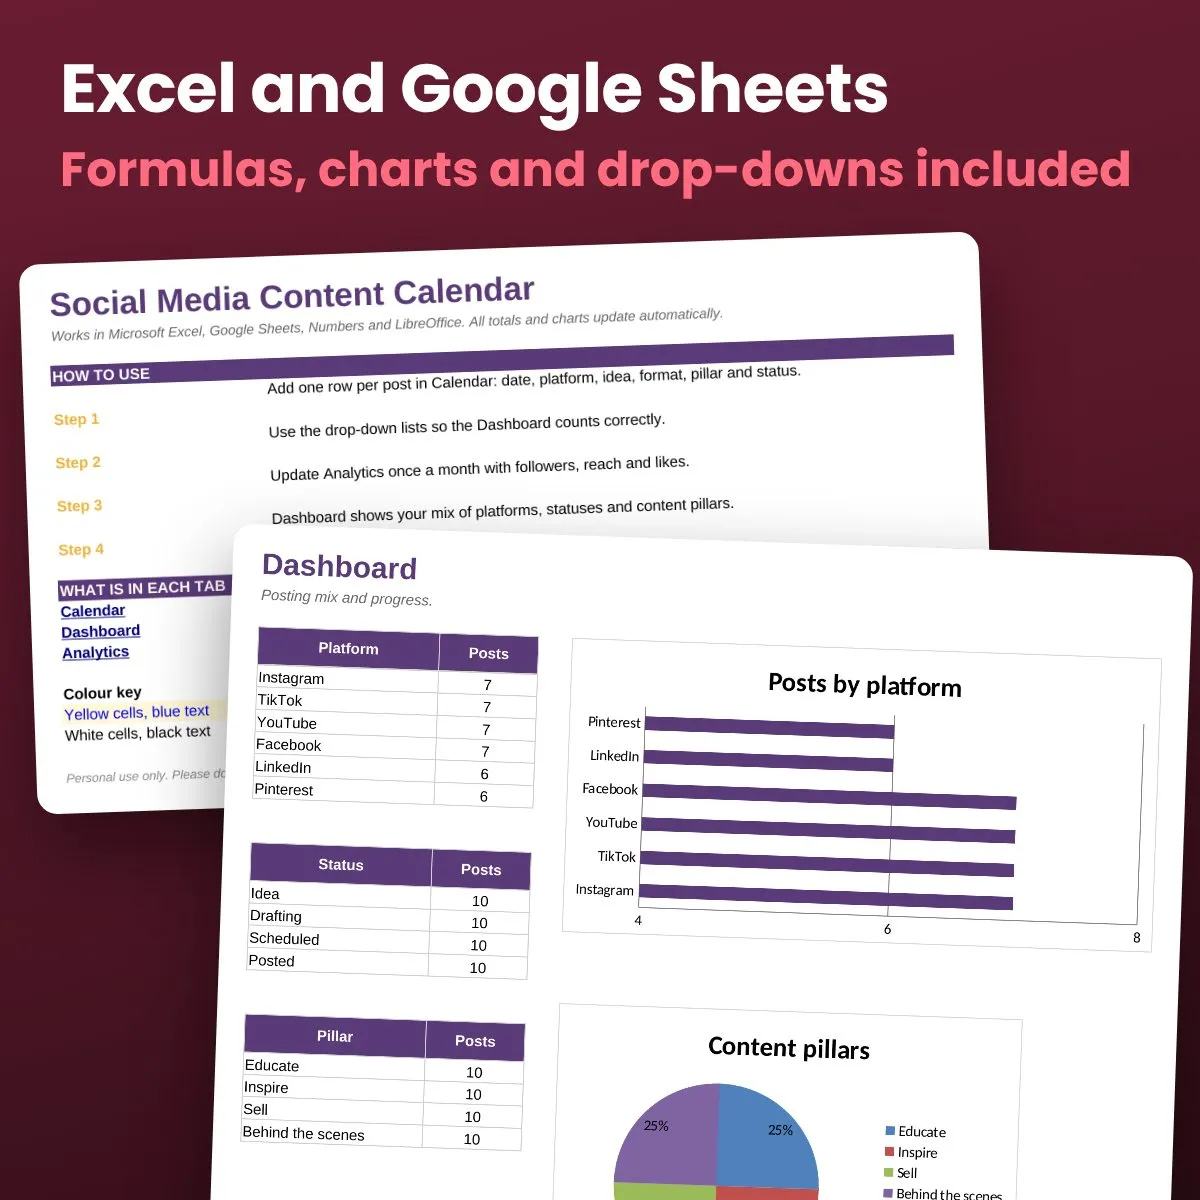 Excel and Google Sheets
Formulas, charts and drop-downs included
Social Media Content Calendar
Works in Microsoft Excel, Google Sheets, Numbers and LibreOffice. All totals and charts update automatically.
HOW TO USE
Add one row per post in Calendar: date, platform, idea, format, pillar and status.
Step 1
Use the drop-down lists so the Dashboard counts correctly.
Step 2
Update Analytics once a month with followers, reach and likes.
Step 3
Dashboard shows your mix of platforms, statuses and content pillars.
Step 4
WHAT IS IN EACH TAB
Calendar
Dashboard
Analytics
Colour key
Yellow cells, blue text
White cells, black text
Personal use only. Please
Dashboard
Posting mix and progress.
Platform Posts
Instagram 7
TikTok 7
YouTube 7
Facebook 7
LinkedIn 6
Pinterest 6
Status Posts
Idea 10
Drafting 10
Scheduled 10
Posted 10
Pillar Posts
Educate 10
Inspire 10
Sell 10
Behind the scenes 10
Posts by platform
Pinterest
LinkedIn
Facebook
YouTube
TikTok
Instagram
4 6 8
Content pillars
25% 25%
Educate
Inspire
Sell
Behind the scenes